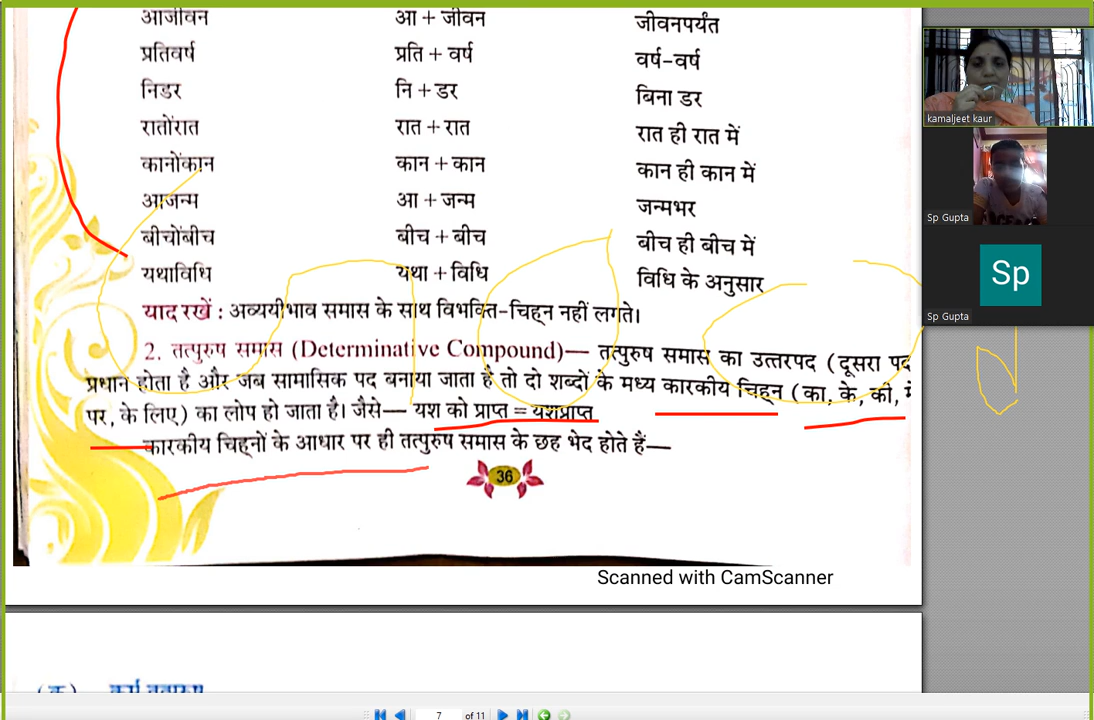 आजीवन आ + जीवन जीवनपर्यंत
प्रतिवर्ष प्रति + वर्ष वर्ष-वर्ष
निडर नि + डर बिना डर
रातोंरात रात + रात रात ही रात में
कानोंकान कान + कान कान ही कान में
आजन्म आ + जन्म जन्मभर
बीचोंबीच बीच + बीच बीच ही बीच में
यथाविधि यथा + विधि विधि के अनुसार
याद रखें : अव्ययीभाव समास के साथ विभक्ति-चिह्न नहीं लगते।
2. तत्पुरुष समास (Determinative Compound)— तत्पुरुष समास का उत्तरपद (दूसरा पद
प्रधान होता है और जब सामासिक पद बनाया जाता है तो दो शब्दों के मध्य कारकीय चिह्न (का, के, की,
पर, के लिए) का लोप हो जाता है। जैसे— यश को प्राप्त = यशप्राप्त
कारकीय चिह्नों के आधार पर ही तत्पुरुष समास के छह भेद होते हैं—
36
Scanned with CamScanner
kamaljeet kaur
Sp Gupta
Sp
Sp Gupta
7 of 11